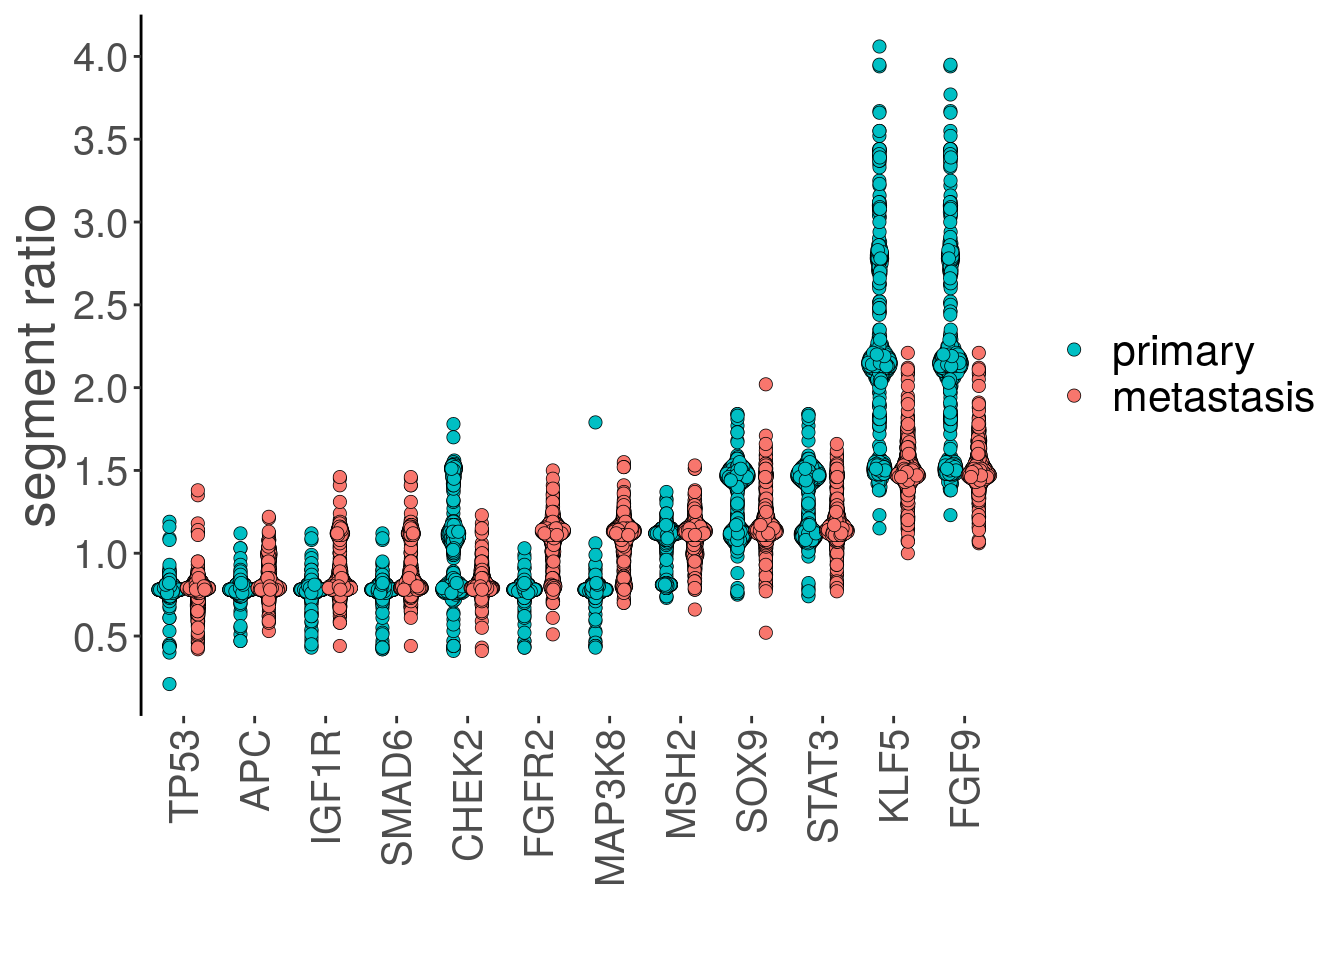 segment ratio
4.0
3.5
3.0
2.5
2.0
1.5
1.0
0.5
TP53
APC
IGF1R
SMAD6
CHEK2
FGFR2
MAP3K8
MSH2
SOX9
STAT3
KLF5
FGF9
primary
metastasis